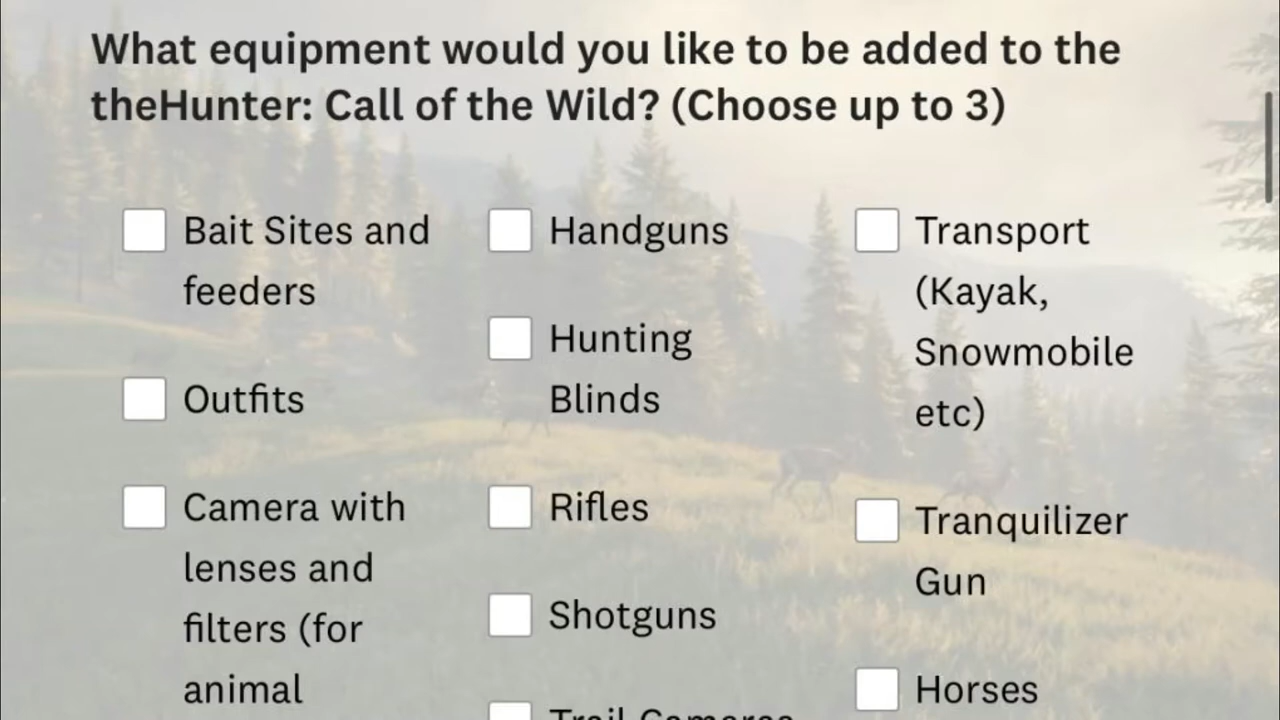 What equipment would you like to be added to the
theHunter: Call of the Wild? (Choose up to 3)
Bait Sites and
feeders
Outfits
Camera with
lenses and
filters (for
animal
Handguns
Hunting
Blinds
Rifles
Shotguns
Trail Cameras
Transport
(Kayak,
Snowmobile
etc)
Tranquilizer
Gun
Horses